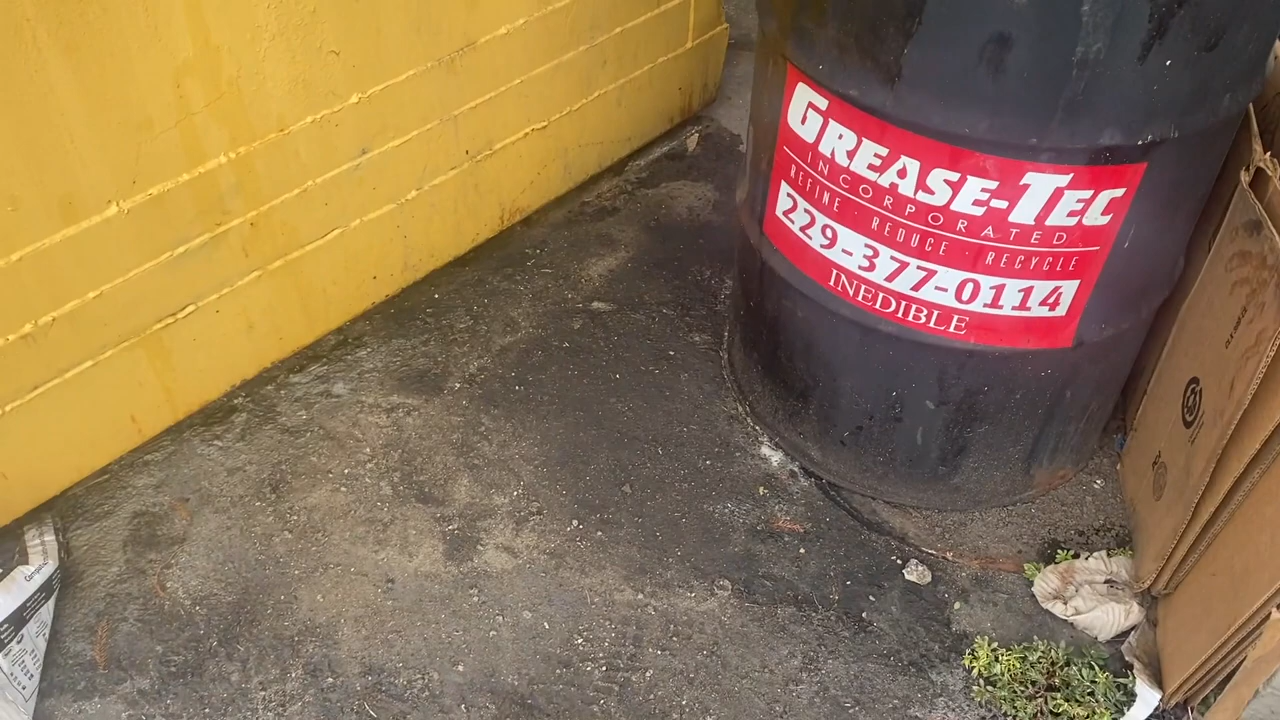 GREASE-TEC
INCORPORATED
REFINE · REDUCE · RECYCLE
229-377-0114
INEDIBLE